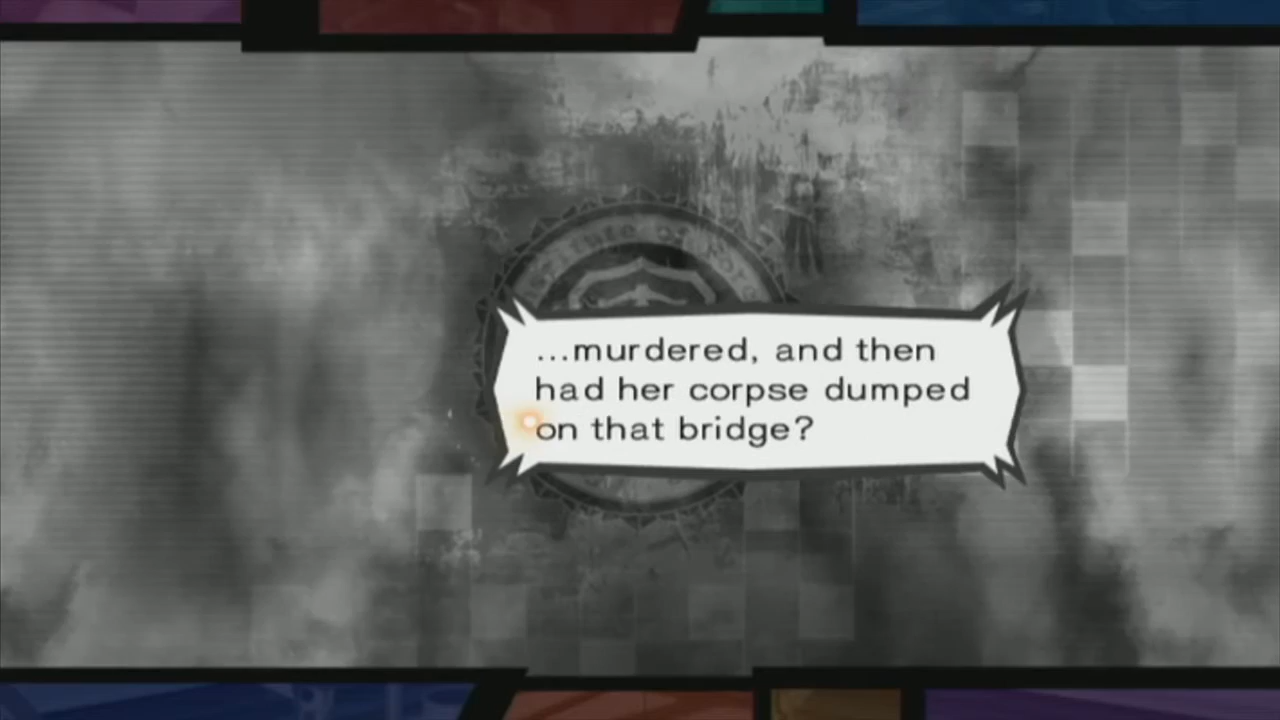 ...murdered, and then
had her corpse dumped
on that bridge?